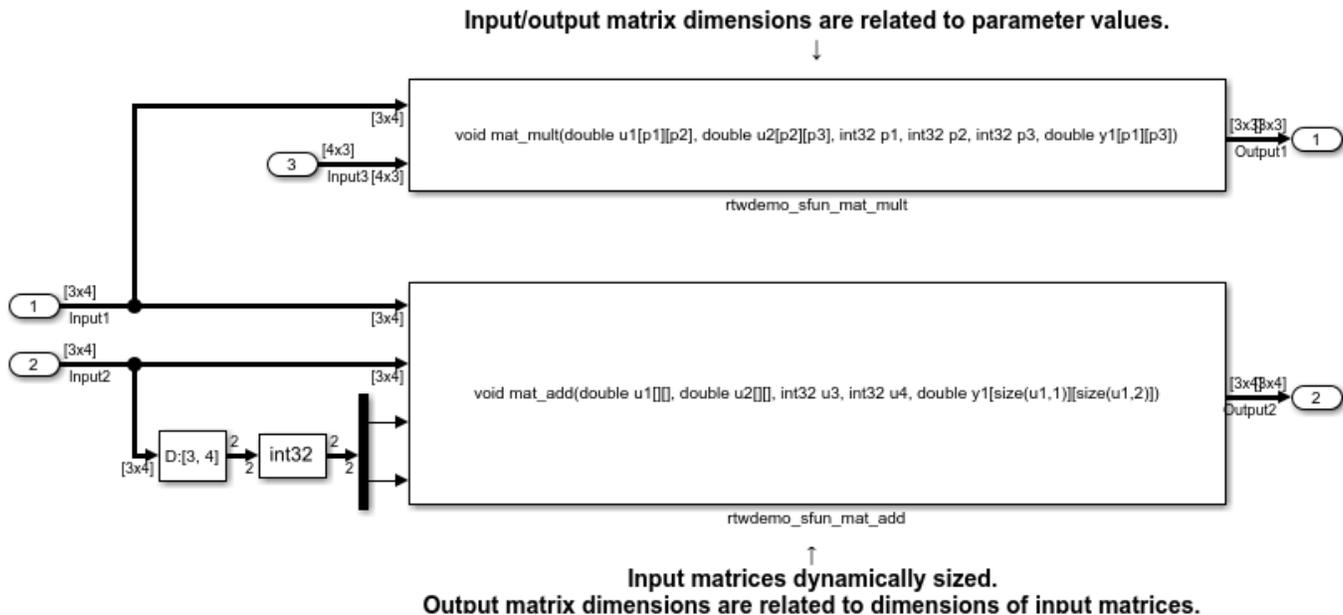 Input/output matrix dimensions are related to parameter values.
↓
[3x4]
void mat_mult(double u1[p1][p2], double u2[p2][p3], int32 p1, int32 p2, int32 p3, double y1[p1][p3])
[3x3]
[3x3]
1
Output1
[4x3]
3
Input3
[4x3]
rtwdemo_sfun_mat_mult
[3x4]
1
Input1
[3x4]
[3x4]
2
Input2
[3x4]
void mat_add(double u1[][], double u2[][], int32 u3, int32 u4, double y1[size(u1,1)][size(u1,2)])
[3x4]
[3x4]
2
Output2
[3x4]
D:[3, 4]
2
2
int32
2
2
rtwdemo_sfun_mat_add
↑
Input matrices dynamically sized.
Output matrix dimensions are related to dimensions of input matrices.